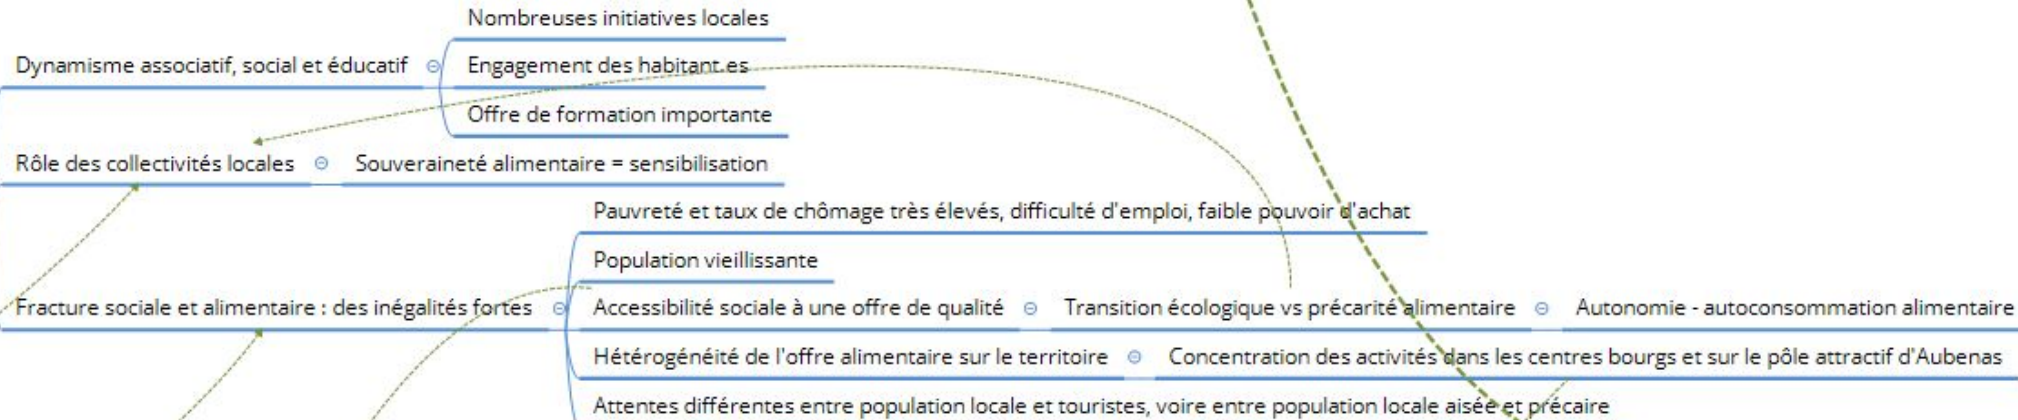 Nombreuses initiatives locales
Dynamisme associatif, social et éducatif
Engagement des habitant.es
Offre de formation importante
Rôle des collectivités locales
Souveraineté alimentaire = sensibilisation
Pauvreté et taux de chômage très élevés, difficulté d'emploi, faible pouvoir d'achat
Population vieillissante
Fracture sociale et alimentaire : des inégalités fortes
Accessibilité sociale à une offre de qualité
Transition écologique vs précarité alimentaire
Autonomie - autoconsommation alimentaire
Hétérogénéité de l'offre alimentaire sur le territoire
Concentration des activités dans les centres bourgs et sur le pôle attractif d'Aubenas
Attentes différentes entre population locale et touristes, voire entre population locale aisée et précaire